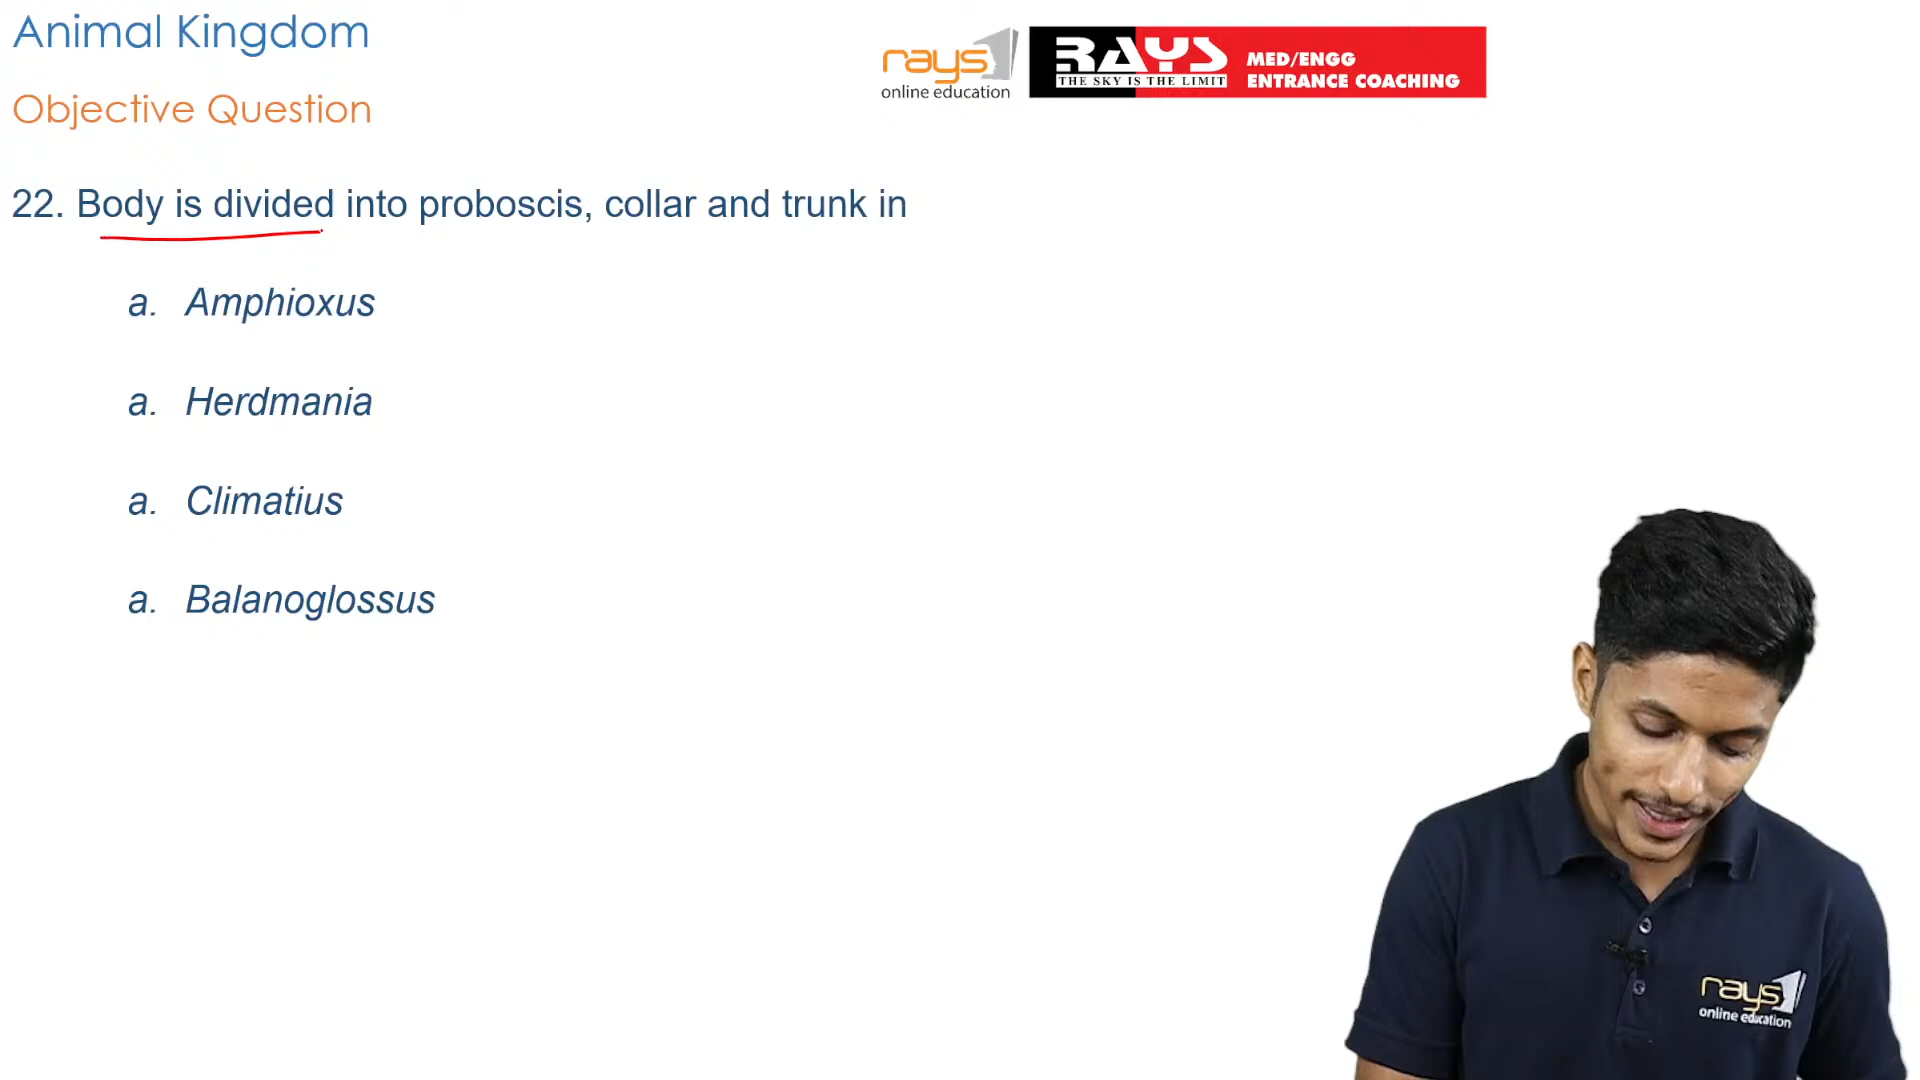 Animal Kingdom
rays
online education
RAYS
THE SKY IS THE LIMIT
MED/ENGG
ENTRANCE COACHING
Objective Question
22. Body is divided into proboscis, collar and trunk in
a. Amphioxus
a. Herdmania
a. Climatius
a. Balanoglossus
rays
online education